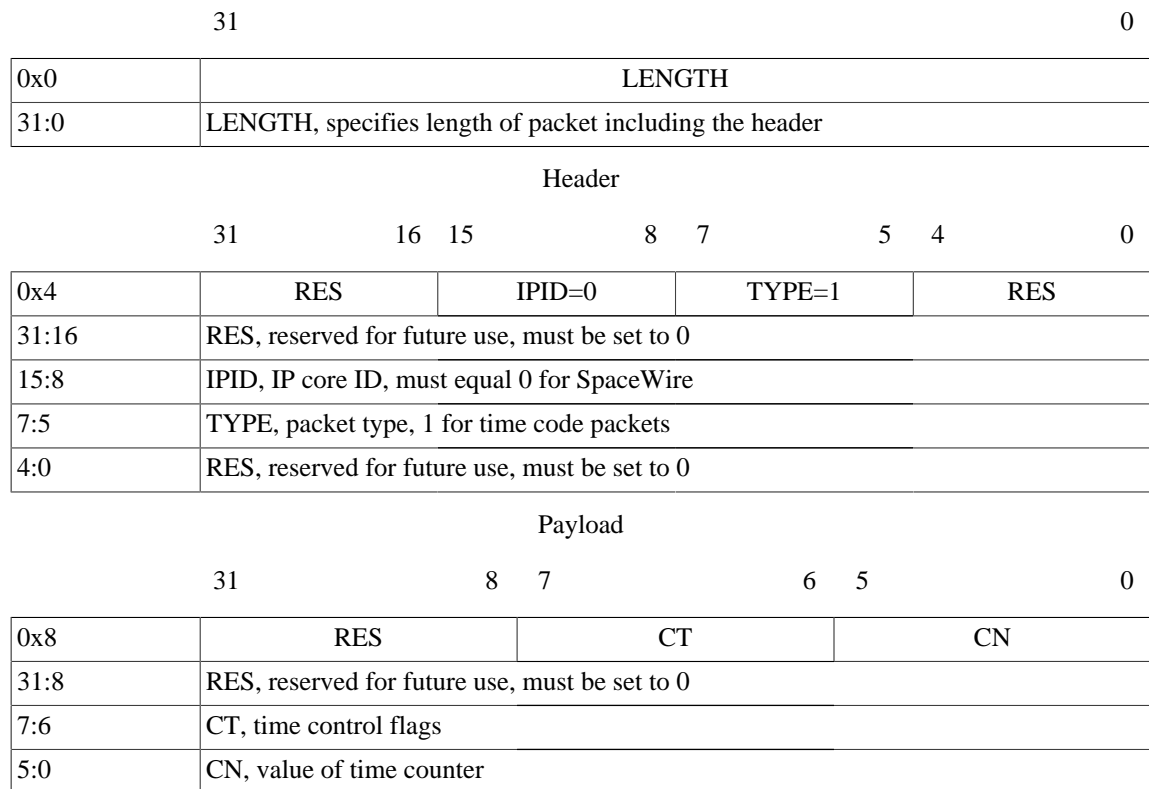 31 0
0x0 LENGTH
31:0 LENGTH, specifies length of packet including the header
Header
31 16 15 8 7 5 4 0
0x4 RES IPID=0 TYPE=1 RES
31:16 RES, reserved for future use, must be set to 0
15:8 IPID, IP core ID, must equal 0 for SpaceWire
7:5 TYPE, packet type, 1 for time code packets
4:0 RES, reserved for future use, must be set to 0
Payload
31 8 7 6 5 0
0x8 RES CT CN
31:8 RES, reserved for future use, must be set to 0
7:6 CT, time control flags
5:0 CN, value of time counter